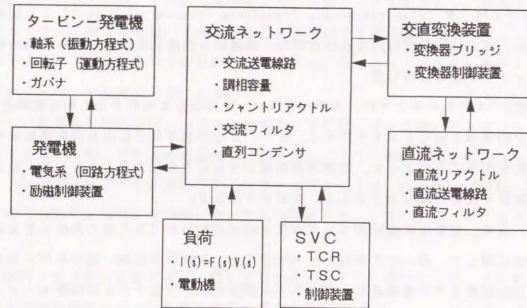 タービン－発電機
・軸系（振動方程式）
・回転子（運動方程式）
・ガバナ
発電機
・電気系（回路方程式）
・励磁制御装置
交流ネットワーク
・交流送電線路
・調相容量
・シャントリアクトル
・交流フィルタ
・直列コンデンサ
交直変換装置
・変換器ブリッジ
・変換器制御装置
直流ネットワーク
・直流リアクトル
・直流送電線路
・直流フィルタ
負荷
・I(s)=F(s)V(s)
・電動機
SVC
・TCR
・TSC
・制御装置